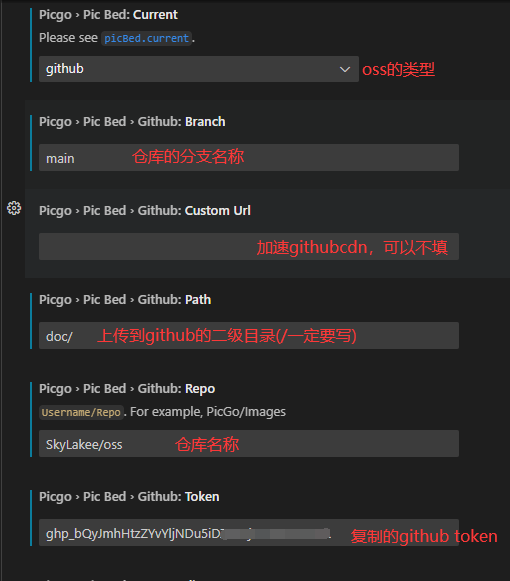 Picgo › Pic Bed: Current
Please see picBed.current.
github
oss的类型
Picgo › Pic Bed › Github: Branch
main
仓库的分支名称
Picgo › Pic Bed › Github: Custom Url
加速githubcdn，可以不填
Picgo › Pic Bed › Github: Path
doc/
上传到github的二级目录(/一定要写)
Picgo › Pic Bed › Github: Repo
Username/Repo. For example, PicGo/Images
SkyLakee/oss
仓库名称
Picgo › Pic Bed › Github: Token
复制的github token